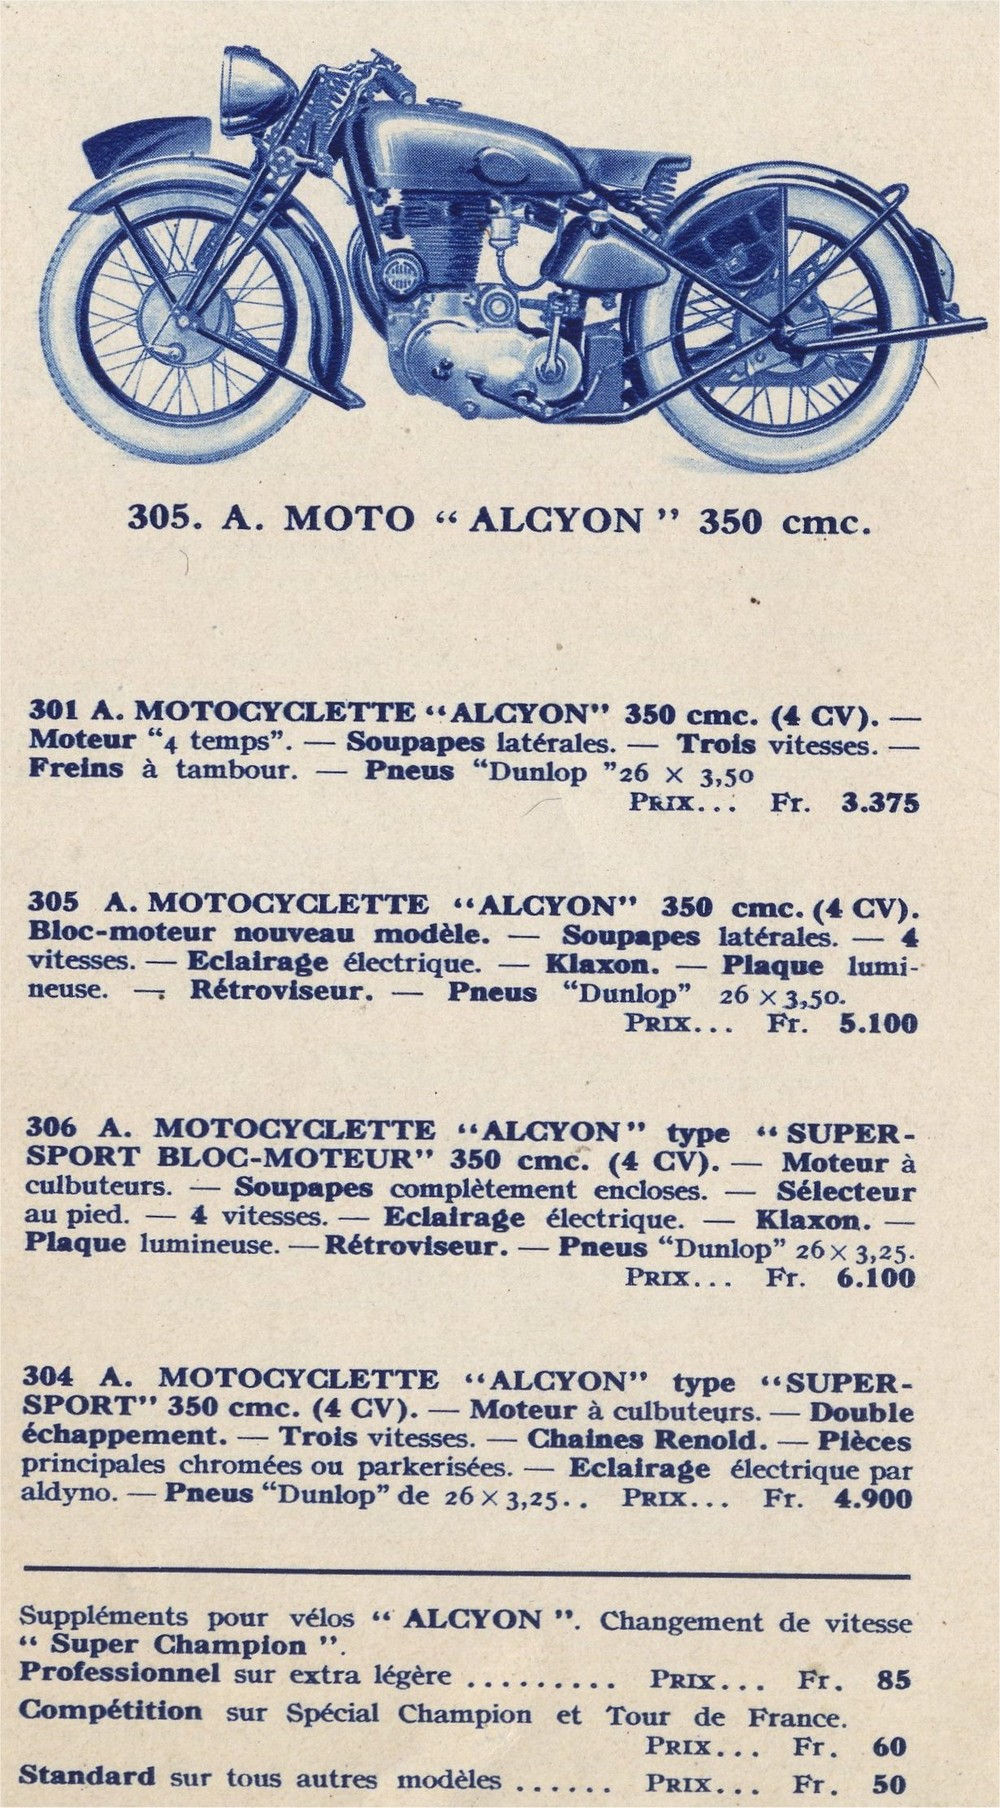 305. A. MOTO “ ALCYON ” 350 cmc.
301 A. MOTOCYCLETTE “ALCYON” 350 cmc. (4 CV). —
Moteur “4 temps”. — Soupapes latérales. — Trois vitesses. —
Freins à tambour. — Pneus “Dunlop ”26 × 3,50
PRIX... Fr. 3.375
305 A. MOTOCYCLETTE “ALCYON” 350 cmc. (4 CV).
Bloc-moteur nouveau modèle. — Soupapes latérales. — 4
vitesses. — Eclairage électrique. — Klaxon. — Plaque lumi-
neuse. — Rétroviseur. — Pneus “Dunlop” 26 × 3,50.
PRIX... Fr. 5.100
306 A. MOTOCYCLETTE “ALCYON” type “SUPER-
SPORT BLOC-MOTEUR” 350 cmc. (4 CV). — Moteur à
culbuteurs. — Soupapes complètement encloses. — Sélecteur
au pied. — 4 vitesses. — Eclairage électrique. — Klaxon. —
Plaque lumineuse. — Rétroviseur. — Pneus “Dunlop” 26 × 3,25.
PRIX... Fr. 6.100
304 A. MOTOCYCLETTE “ALCYON” type “SUPER-
SPORT” 350 cmc. (4 CV). — Moteur à culbuteurs. — Double
échappement. — Trois vitesses. — Chaines Renold. — Pièces
principales chromées ou parkerisées. — Eclairage électrique par
aldyno. — Pneus “Dunlop” de 26 × 3,25.. PRIX... Fr. 4.900
Suppléments pour vélos “ ALCYON ”. Changement de vitesse
“ Super Champion ”.
Professionnel sur extra légère ......... PRIX... Fr. 85
Compétition sur Spécial Champion et Tour de France.
PRIX... Fr. 60
Standard sur tous autres modèles ...... PRIX... Fr. 50